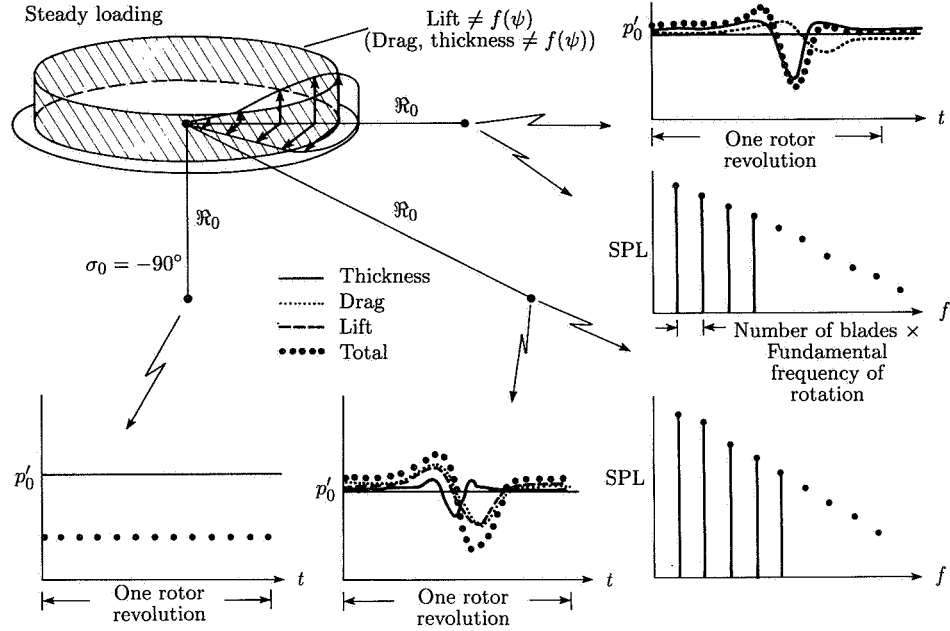 Steady loading
Lift ≠ f(ψ)
(Drag, thickness ≠ f(ψ))
ℜ₀
ℜ₀
ℜ₀
σ₀ = −90°
Thickness
Drag
Lift
Total
p′₀
t
One rotor
revolution
SPL
f
Number of blades ×
Fundamental
frequency of
rotation
p′₀
t
One rotor
revolution
p′₀
t
One rotor
revolution
SPL
f